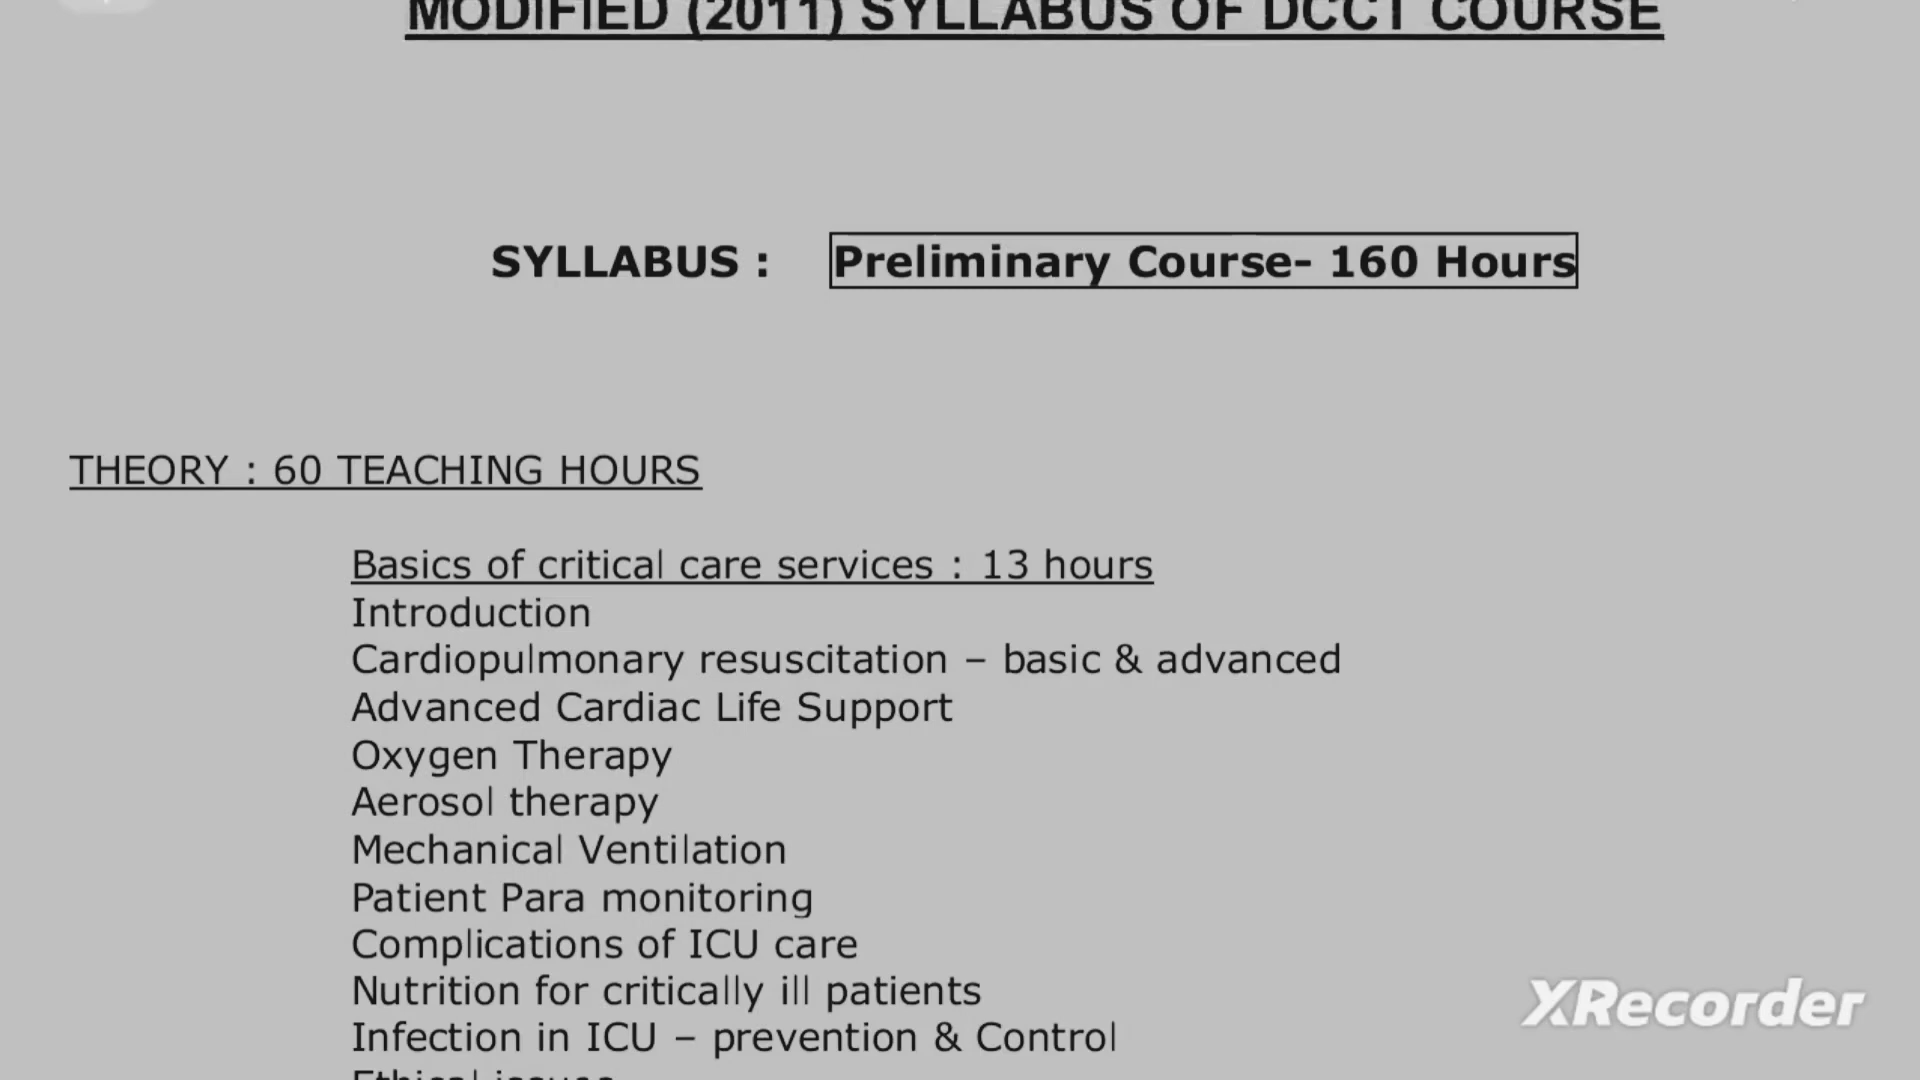 MODIFIED (2011) SYLLABUS OF DCCT COURSE
SYLLABUS : Preliminary Course- 160 Hours
THEORY : 60 TEACHING HOURS
Basics of critical care services : 13 hours
Introduction
Cardiopulmonary resuscitation – basic & advanced
Advanced Cardiac Life Support
Oxygen Therapy
Aerosol therapy
Mechanical Ventilation
Patient Para monitoring
Complications of ICU care
Nutrition for critically ill patients
Infection in ICU – prevention & Control
Ethical issues
XRecorder